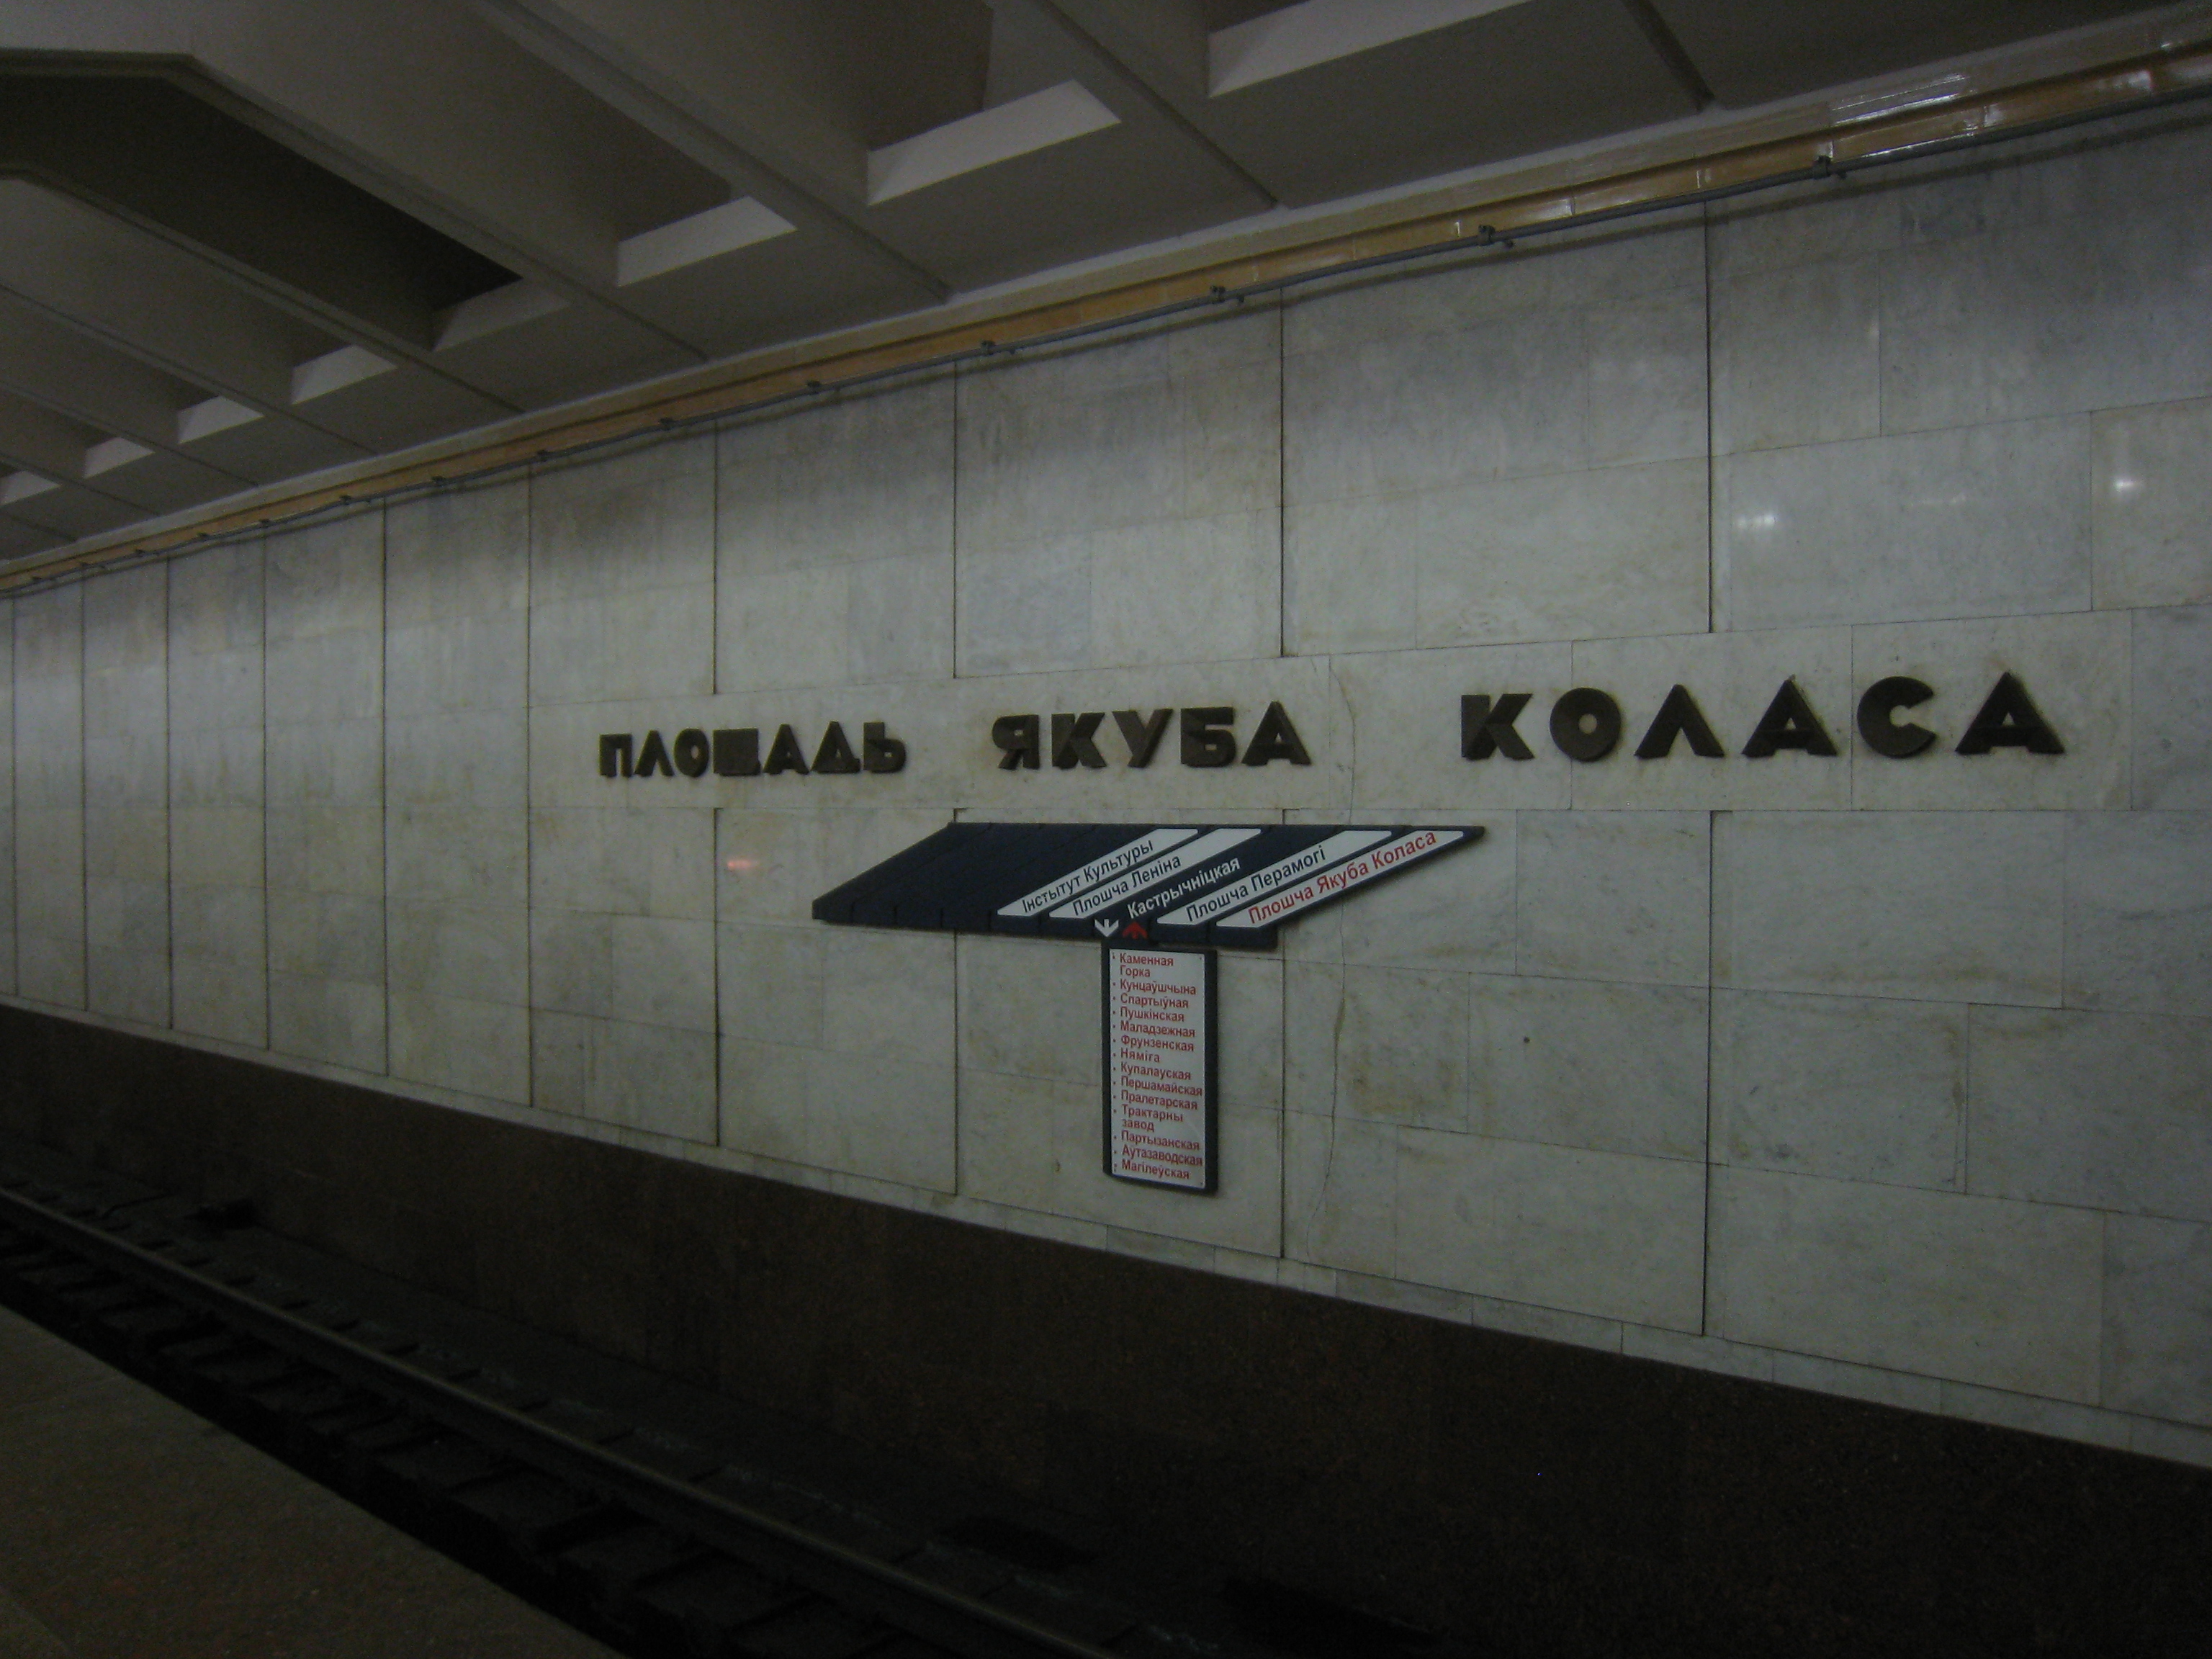 ПЛОЩАДЬ ЯКУБА КОЛАСА
Інстытут Культуры
Плошча Леніна
Кастрычніцкая
Плошча Перамогі
Плошча Якуба Коласа
Каменная
Горка
Кунцаўшчына
Спартыўная
Пушкінская
Маладзежная
Фрунзенская
Няміга
Купалаўская
Першамайская
Пралетарская
Трактарны
завод
Партызанская
Аўтазаводская
Магілеўская